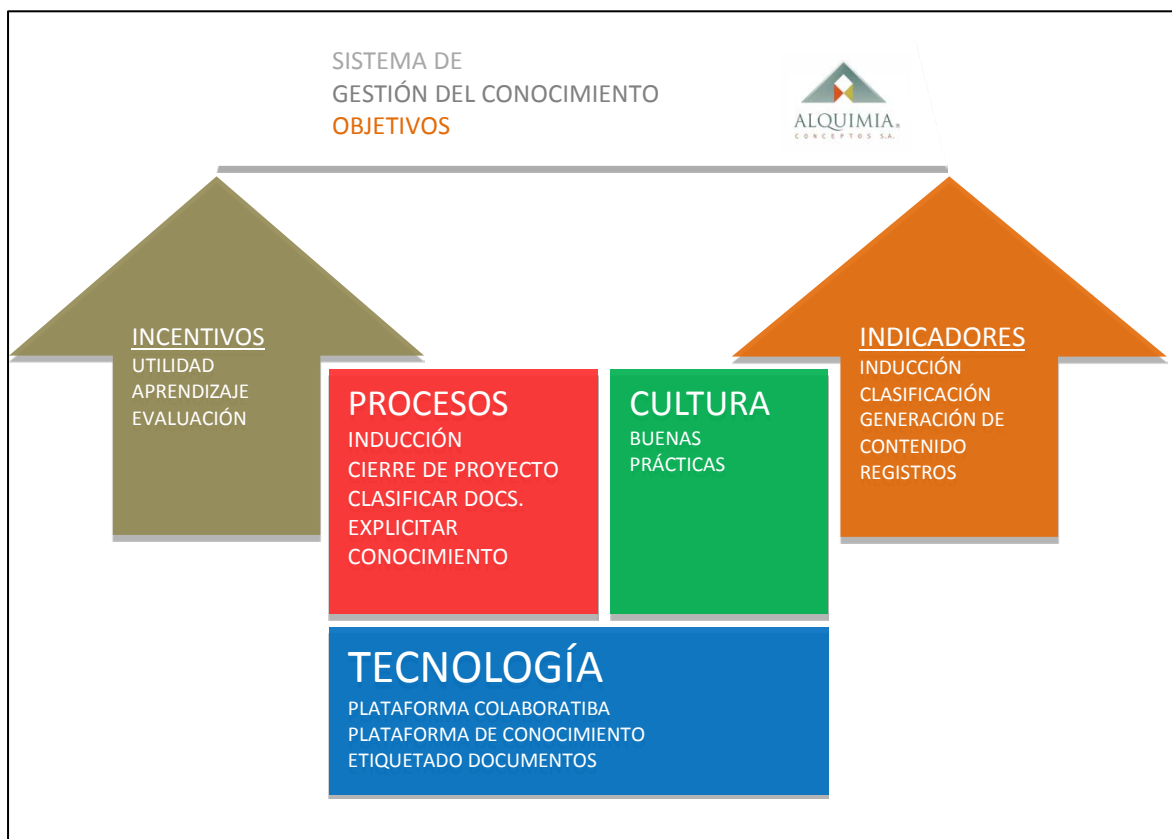 SISTEMA DE
GESTIÓN DEL CONOCIMIENTO
OBJETIVOS
ALQUIMIA®
CONCEPTOS S.A.
INCENTIVOS
UTILIDAD
APRENDIZAJE
EVALUACIÓN
PROCESOS
INDUCCIÓN
CIERRE DE PROYECTO
CLASIFICAR DOCS.
EXPLICITAR
CONOCIMIENTO
CULTURA
BUENAS
PRÁCTICAS
INDICADORES
INDUCCIÓN
CLASIFICACIÓN
GENERACIÓN DE
CONTENIDO
REGISTROS
TECNOLOGÍA
PLATAFORMA COLABORATIBA
PLATAFORMA DE CONOCIMIENTO
ETIQUETADO DOCUMENTOS